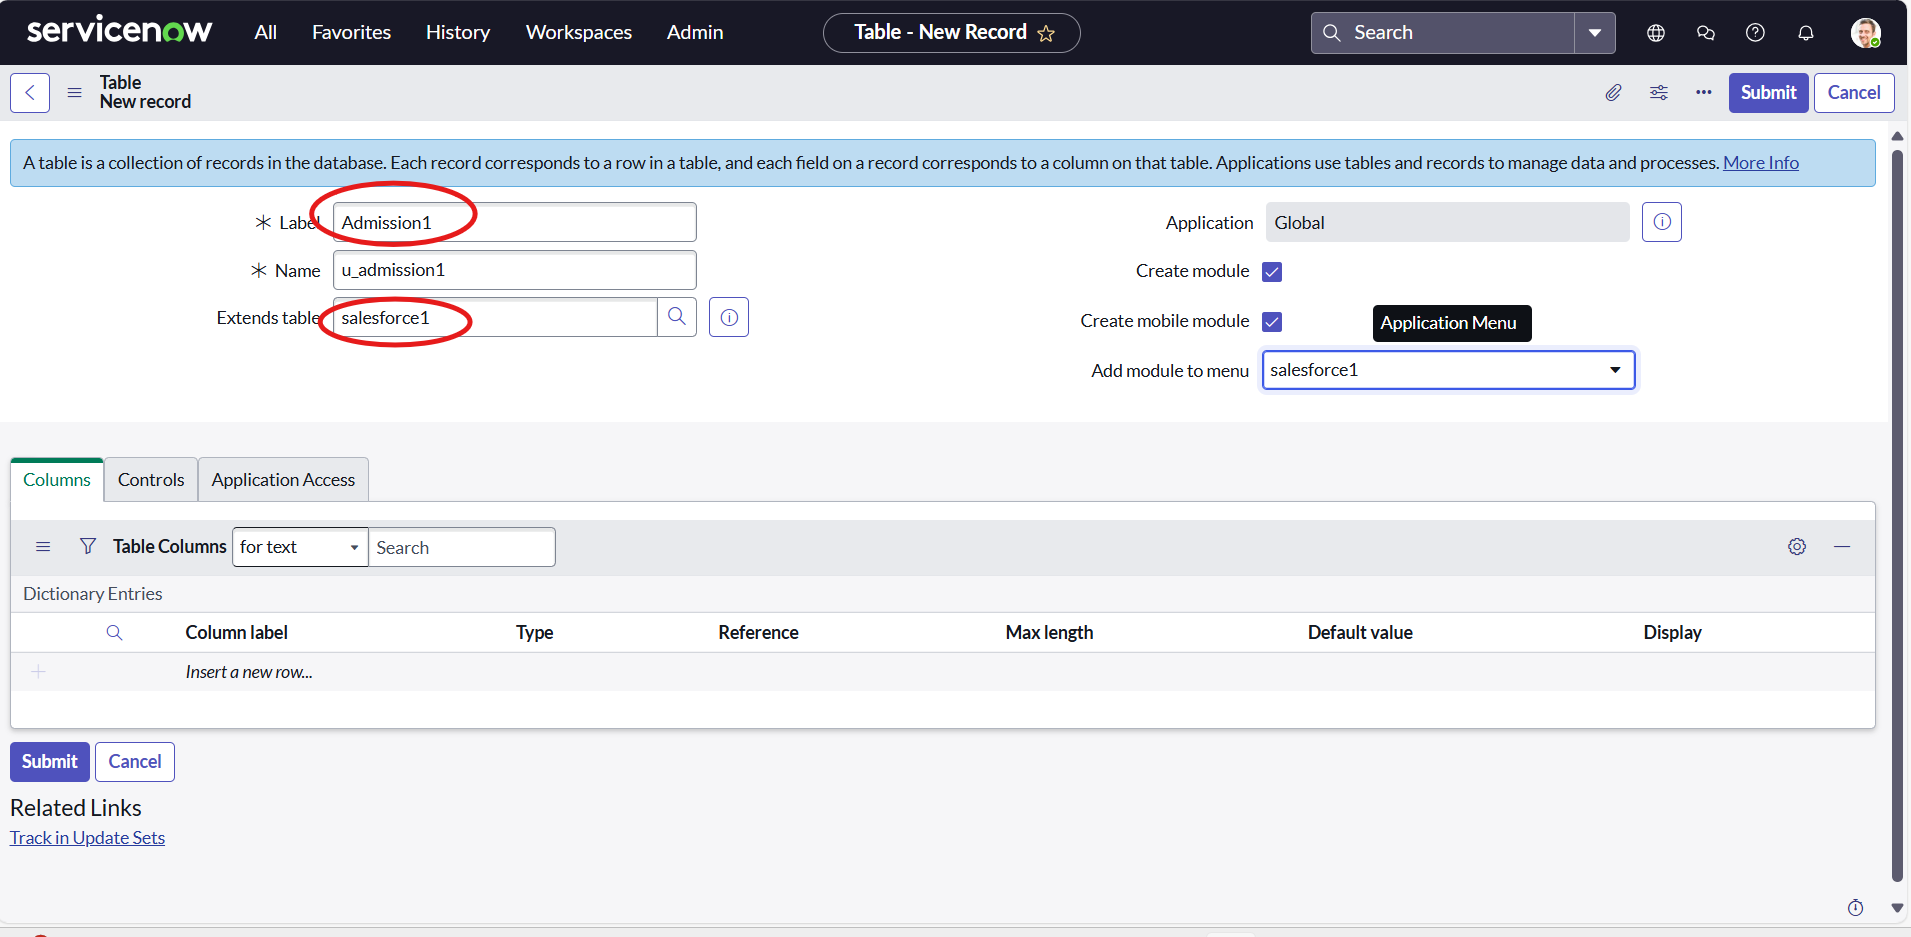 servicenow All Favorites History Workspaces Admin Table - New Record Search
Table
New record
Submit Cancel
A table is a collection of records in the database. Each record corresponds to a row in a table, and each field on a record corresponds to a column on that table. Applications use tables and records to manage data and processes. More Info
Label Admission1
Application Global
Name u_admission1
Create module
Extends table salesforce1
Create mobile module
Application Menu
Add module to menu salesforce1
Columns Controls Application Access
Table Columns for text Search
Dictionary Entries
Column label Type Reference Max length Default value Display
Insert a new row...
Submit Cancel
Related Links
Track in Update Sets